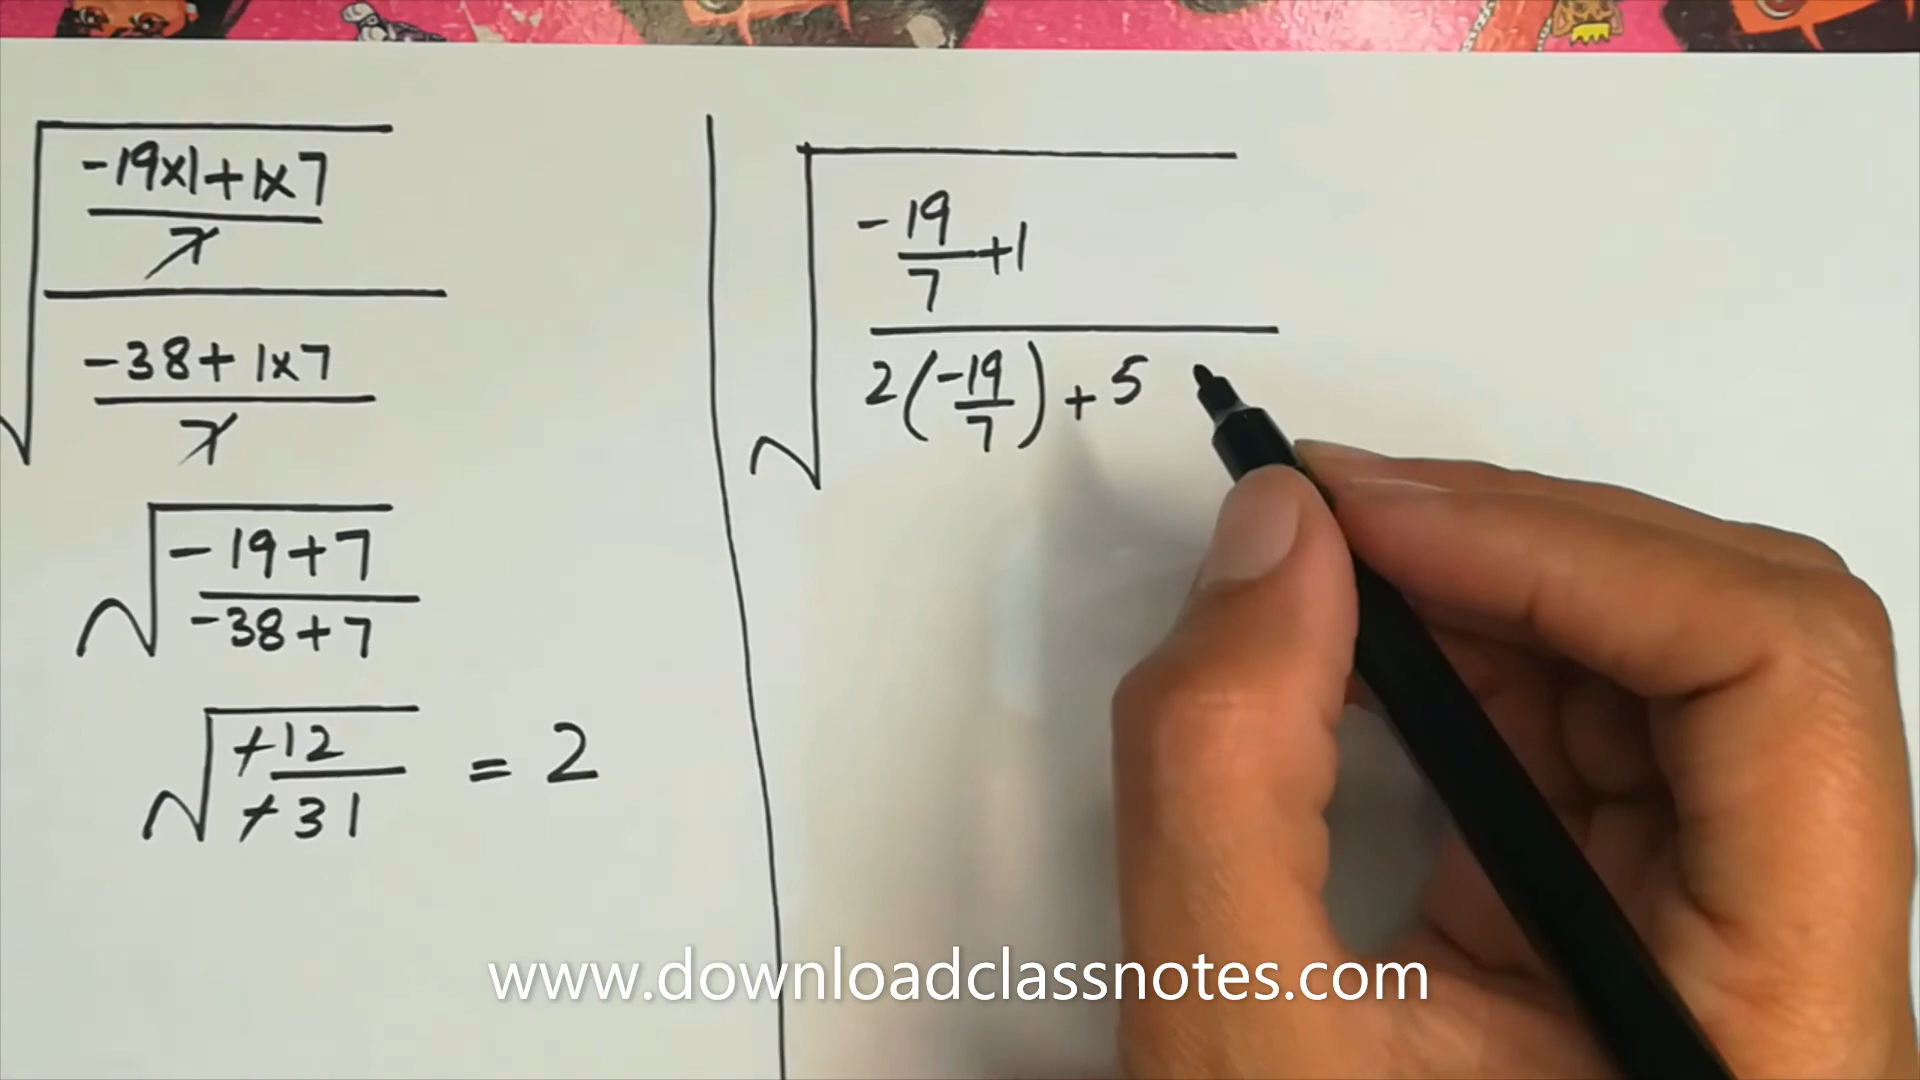 -19x1+1x7
7
-38+1x7
7
√-19+7
-38+7
√+12
+31 = 2
√-19/7 +1
2(-19/7) + 5
www.downloadclassnotes.com